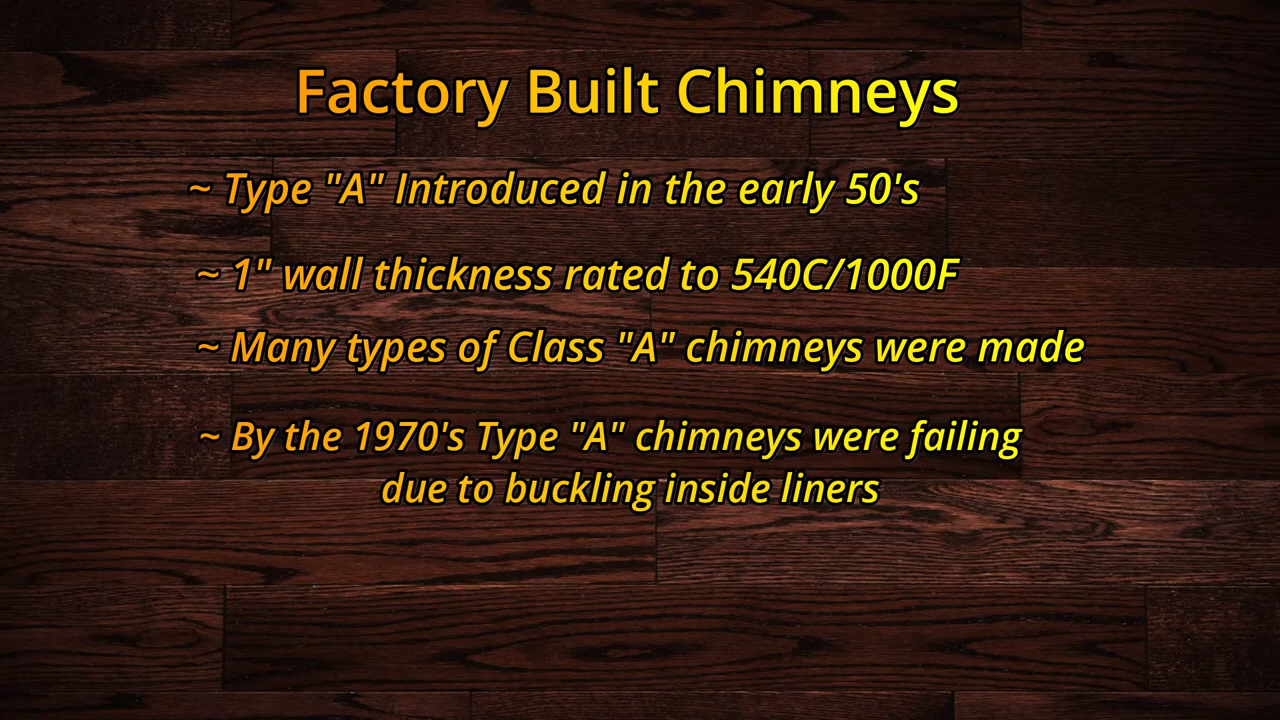 Factory Built Chimneys
~ Type "A" Introduced in the early 50's
~ 1" wall thickness rated to 540C/1000F
~ Many types of Class "A" chimneys were made
~ By the 1970's Type "A" chimneys were failing
due to buckling inside liners